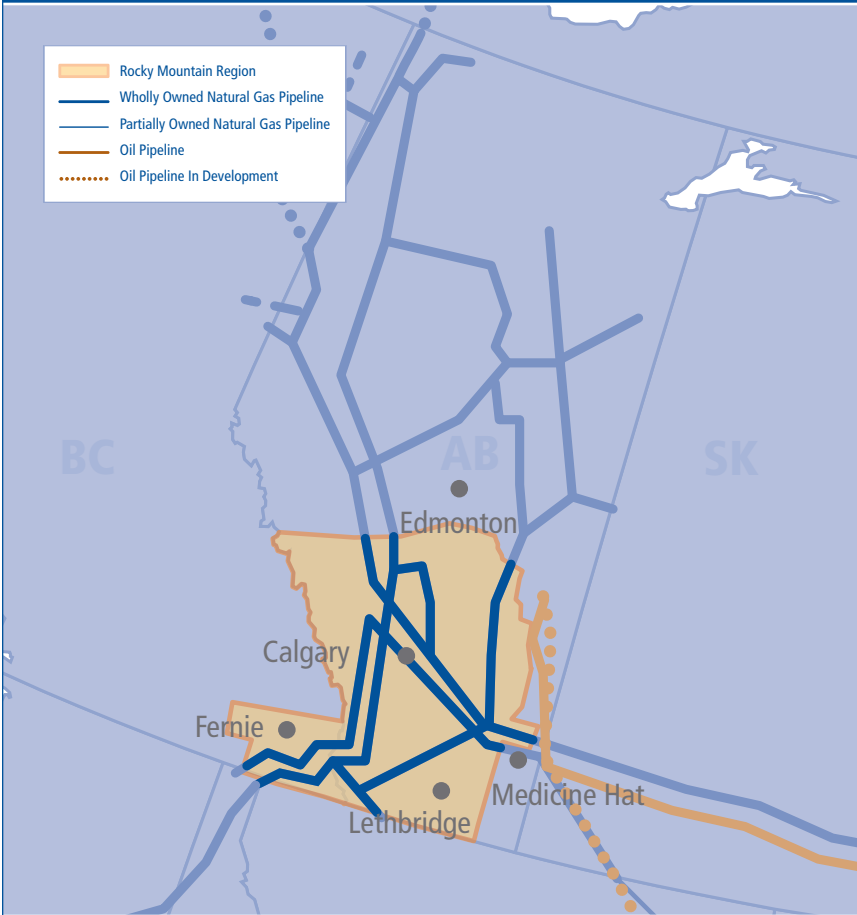 Rocky Mountain Region
Wholly Owned Natural Gas Pipeline
Partially Owned Natural Gas Pipeline
Oil Pipeline
Oil Pipeline In Development
BC
AB
SK
Edmonton
Calgary
Fernie
Medicine Hat
Lethbridge